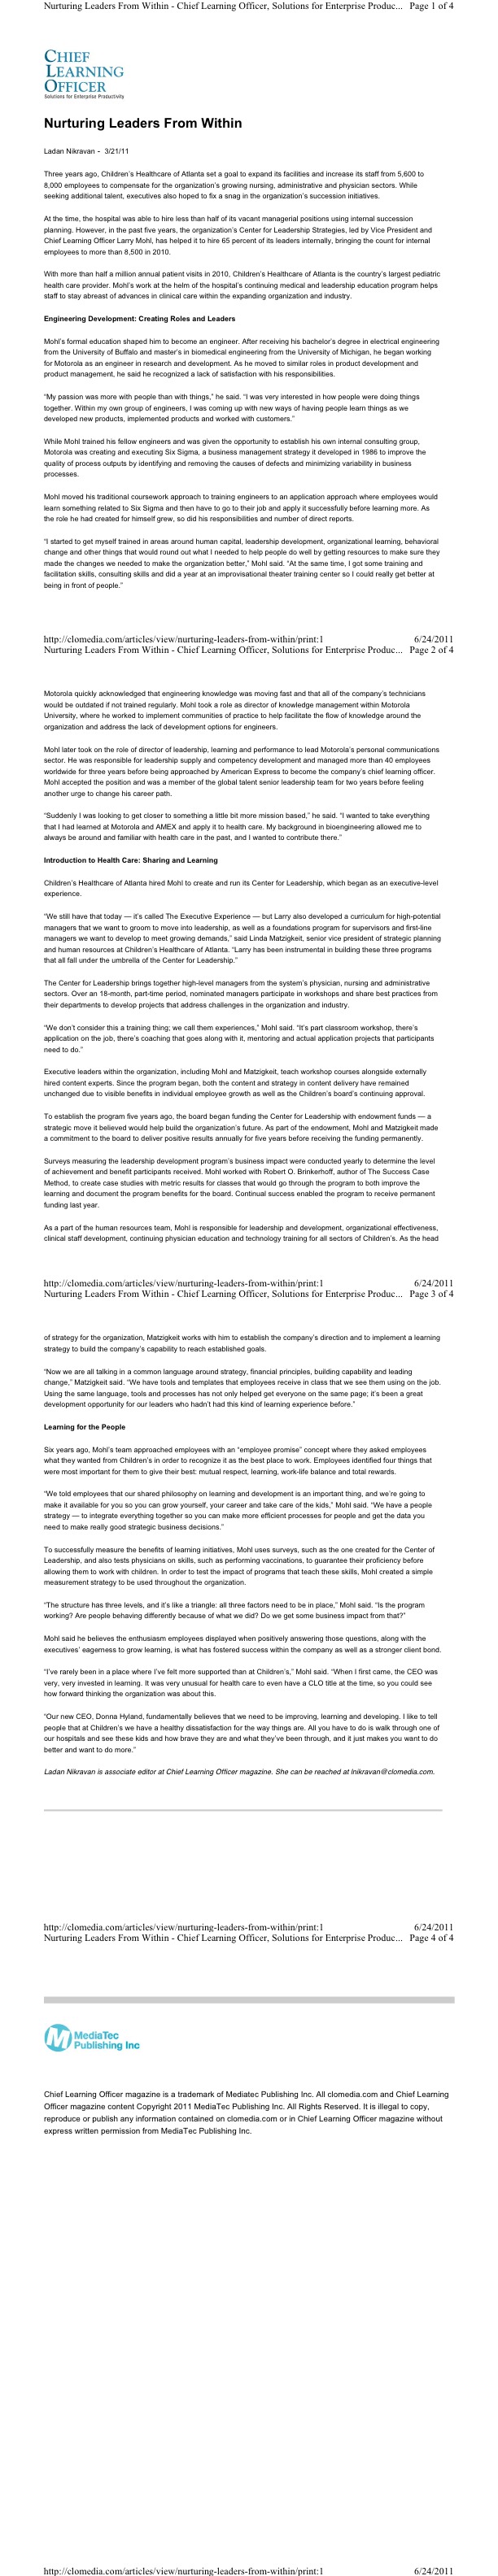 Nurturing Leaders From Within - Chief Learning Officer, Solutions for Enterprise Produc... Page 1 of 4
CHIEF
LEARNING
OFFICER
Solutions for Enterprise Productivity
Nurturing Leaders From Within
Ladan Nikravan - 3/21/11
Three years ago, Children's Healthcare of Atlanta set a goal to expand its facilities and increase its staff from 5,600 to
8,000 employees to compensate for the organization's growing nursing, administrative and physician sectors. While
seeking additional talent, executives also hoped to fix a snag in the organization's succession initiatives.
At the time, the hospital was able to hire less than half of its vacant managerial positions using internal succession
planning. However, in the past five years, the organization's Center for Leadership Strategies, led by Vice President and
Chief Learning Officer Larry Mohl, has helped it to hire 65 percent of its leaders internally, bringing the count for internal
employees to more than 8,500 in 2010.
With more than half a million annual patient visits in 2010, Children's Healthcare of Atlanta is the country's largest pediatric
health care provider. Mohl's work at the helm of the hospital's continuing medical and leadership education program helps
staff to stay abreast of advances in clinical care within the expanding organization and industry.
Engineering Development: Creating Roles and Leaders
Mohl's formal education shaped him to become an engineer. After receiving his bachelor's degree in electrical engineering
from the University of Buffalo and master's in biomedical engineering from the University of Michigan, he began working
for Motorola as an engineer in research and development. As he moved to similar roles in product development and
product management, he said he recognized a lack of satisfaction with his responsibilities.
“My passion was more with people than with things,” he said. “I was very interested in how people were doing things
together. Within my own group of engineers, I was coming up with new ways of having people learn things as we
developed new products, implemented products and worked with customers.”
While Mohl trained his fellow engineers and was given the opportunity to establish his own internal consulting group,
Motorola was creating and executing Six Sigma, a business management strategy it developed in 1986 to improve the
quality of process outputs by identifying and removing the causes of defects and minimizing variability in business
processes.
Mohl moved his traditional coursework approach to training engineers to an application approach where employees would
learn something related to Six Sigma and then have to go to their job and apply it successfully before learning more. As
the role he had created for himself grew, so did his responsibilities and number of direct reports.
“I started to get myself trained in areas around human capital, leadership development, organizational learning, behavioral
change and other things that would round out what I needed to help people do well by getting resources to make sure they
made the changes we needed to make the organization better,” Mohl said. “At the same time, I got some training and
facilitation skills, consulting skills and did a year at an improvisational theater training center so I could really get better at
being in front of people.”
http://clomedia.com/articles/view/nurturing-leaders-from-within/print:1 6/24/2011
Nurturing Leaders From Within - Chief Learning Officer, Solutions for Enterprise Produc... Page 2 of 4
Motorola quickly acknowledged that engineering knowledge was moving fast and that all of the company's technicians
would be outdated if not trained regularly. Mohl took a role as director of knowledge management within Motorola
University, where he worked to implement communities of practice to help facilitate the flow of knowledge around the
organization and address the lack of development options for engineers.
Mohl later took on the role of director of leadership, learning and performance to lead Motorola's personal communications
sector. He was responsible for leadership supply and competency development and managed more than 40 employees
worldwide for three years before being approached by American Express to become the company's chief learning officer.
Mohl accepted the position and was a member of the global talent senior leadership team for two years before feeling
another urge to change his career path.
“Suddenly I was looking to get closer to something a little bit more mission based,” he said. “I wanted to take everything
that I had learned at Motorola and AMEX and apply it to health care. My background in bioengineering allowed me to
always be around and familiar with health care in the past, and I wanted to contribute there.”
Introduction to Health Care: Sharing and Learning
Children's Healthcare of Atlanta hired Mohl to create and run its Center for Leadership, which began as an executive-level
experience.
“We still have that today — it's called The Executive Experience — but Larry also developed a curriculum for high-potential
managers that we want to groom to move into leadership, as well as a foundations program for supervisors and first-line
managers we want to develop to meet growing demands,” said Linda Matzigkeit, senior vice president of strategic planning
and human resources at Children's Healthcare of Atlanta. “Larry has been instrumental in building these three programs
that all fall under the umbrella of the Center for Leadership.”
The Center for Leadership brings together high-level managers from the system's physician, nursing and administrative
sectors. Over an 18-month, part-time period, nominated managers participate in workshops and share best practices from
their departments to develop projects that address challenges in the organization and industry.
“We don't consider this a training thing; we call them experiences,” Mohl said. “It's part classroom workshop, there's
application on the job, there's coaching that goes along with it, mentoring and actual application projects that participants
need to do.”
Executive leaders within the organization, including Mohl and Matzigkeit, teach workshop courses alongside externally
hired content experts. Since the program began, both the content and strategy in content delivery have remained
unchanged due to visible benefits in individual employee growth as well as the Children's board's continuing approval.
To establish the program five years ago, the board began funding the Center for Leadership with endowment funds — a
strategic move it believed would help build the organization's future. As part of the endowment, Mohl and Matzigkeit made
a commitment to the board to deliver positive results annually for five years before receiving the funding permanently.
Surveys measuring the leadership development program's business impact were conducted yearly to determine the level
of achievement and benefit participants received. Mohl worked with Robert O. Brinkerhoff, author of The Success Case
Method, to create case studies with metric results for classes that would go through the program to both improve the
learning and document the program benefits for the board. Continual success enabled the program to receive permanent
funding last year.
As a part of the human resources team, Mohl is responsible for leadership and development, organizational effectiveness,
clinical staff development, continuing physician education and technology training for all sectors of Children's. As the head
http://clomedia.com/articles/view/nurturing-leaders-from-within/print:1 6/24/2011
Nurturing Leaders From Within - Chief Learning Officer, Solutions for Enterprise Produc... Page 3 of 4
of strategy for the organization, Matzigkeit works with him to establish the company's direction and to implement a learning
strategy to build the company's capability to reach established goals.
“Now we are all talking in a common language around strategy, financial principles, building capability and leading
change,” Matzigkeit said. “We have tools and templates that employees receive in class that we see them using on the job.
Using the same language, tools and processes has not only helped get everyone on the same page; it's been a great
development opportunity for our leaders who hadn't had this kind of learning experience before.”
Learning for the People
Six years ago, Mohl's team approached employees with an “employee promise” concept where they asked employees
what they wanted from Children's in order to recognize it as the best place to work. Employees identified four things that
were most important for them to give their best: mutual respect, learning, work-life balance and total rewards.
“We told employees that our shared philosophy on learning and development is an important thing, and we're going to
make it available for you so you can grow yourself, your career and take care of the kids,” Mohl said. “We have a people
strategy — to integrate everything together so you can make more efficient processes for people and get the data you
need to make really good strategic business decisions.”
To successfully measure the benefits of learning initiatives, Mohl uses surveys, such as the one created for the Center of
Leadership, and also tests physicians on skills, such as performing vaccinations, to guarantee their proficiency before
allowing them to work with children. In order to test the impact of programs that teach these skills, Mohl created a simple
measurement strategy to be used throughout the organization.
“The structure has three levels, and it's like a triangle: all three factors need to be in place,” Mohl said. “Is the program
working? Are people behaving differently because of what we did? Do we get some business impact from that?”
Mohl said he believes the enthusiasm employees displayed when positively answering those questions, along with the
executives' eagerness to grow learning, is what has fostered success within the company as well as a stronger client bond.
“I've rarely been in a place where I've felt more supported than at Children's,” Mohl said. “When I first came, the CEO was
very, very invested in learning. It was very unusual for health care to even have a CLO title at the time, so you could see
how forward thinking the organization was about this.
“Our new CEO, Donna Hyland, fundamentally believes that we need to be improving, learning and developing. I like to tell
people that at Children's we have a healthy dissatisfaction for the way things are. All you have to do is walk through one of
our hospitals and see these kids and how brave they are and what they've been through, and it just makes you want to do
better and want to do more.”
Ladan Nikravan is associate editor at Chief Learning Officer magazine. She can be reached at lnikravan@clomedia.com.
http://clomedia.com/articles/view/nurturing-leaders-from-within/print:1 6/24/2011
Nurturing Leaders From Within - Chief Learning Officer, Solutions for Enterprise Produc... Page 4 of 4
MediaTec
Publishing Inc
Chief Learning Officer magazine is a trademark of Mediatec Publishing Inc. All clomedia.com and Chief Learning
Officer magazine content Copyright 2011 MediaTec Publishing Inc. All Rights Reserved. It is illegal to copy,
reproduce or publish any information contained on clomedia.com or in Chief Learning Officer magazine without
express written permission from MediaTec Publishing Inc.
http://clomedia.com/articles/view/nurturing-leaders-from-within/print:1 6/24/2011